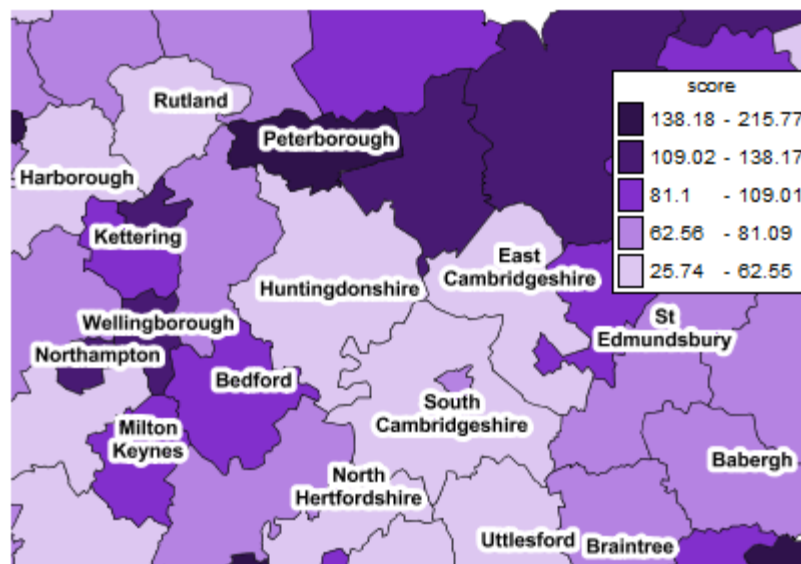 score
138.18 - 215.77
109.02 - 138.17
81.1 - 109.01
62.56 - 81.09
25.74 - 62.55
Rutland
Peterborough
Harborough
Kettering
East
Cambridgeshire
Huntingdonshire
Wellingborough
St
Edmundsbury
Northampton
Bedford
South
Cambridgeshire
Milton
Keynes
Babergh
North
Hertfordshire
Uttlesford
Braintree